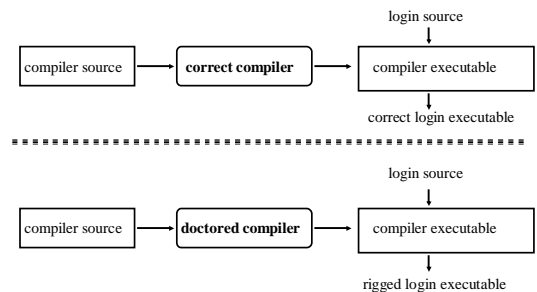 login source
compiler source
correct compiler
compiler executable
correct login executable
login source
compiler source
doctored compiler
compiler executable
rigged login executable